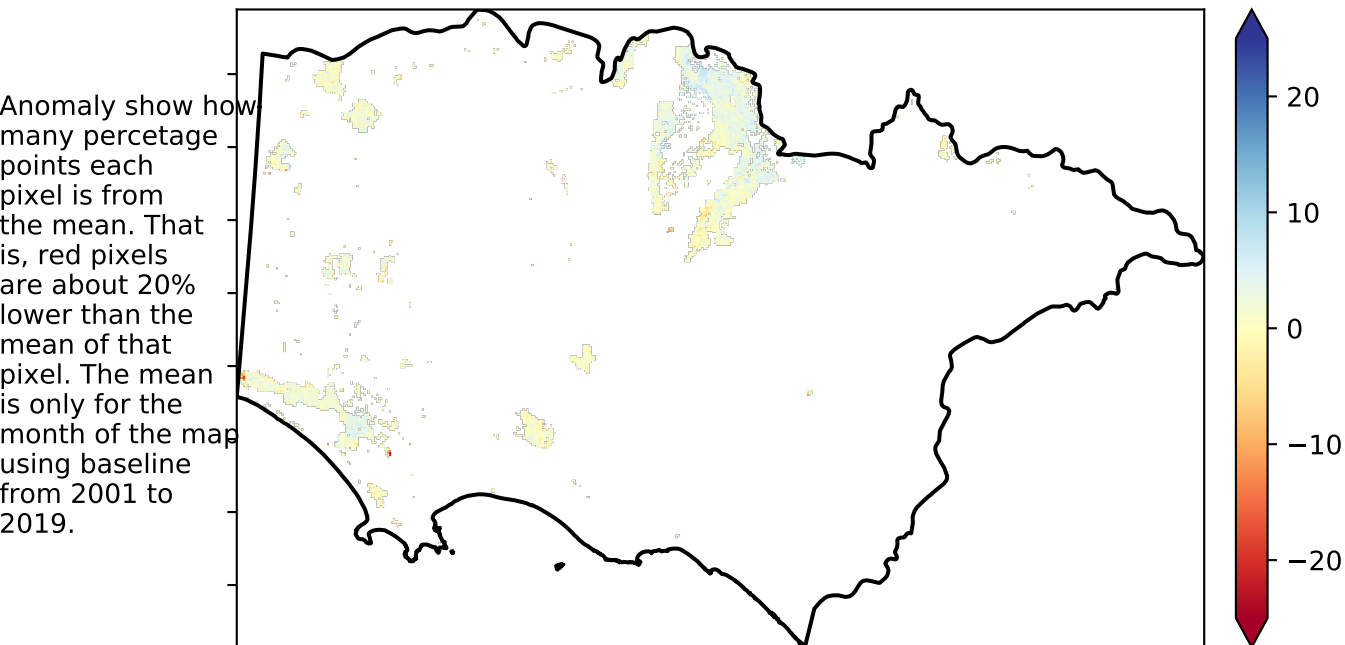 Anomaly show how
many percetage
points each
pixel is from
the mean. That
is, red pixels
are about 20%
lower than the
mean of that
pixel. The mean
is only for the
month of the map
using baseline
from 2001 to
2019.
20
10
0
−10
−20